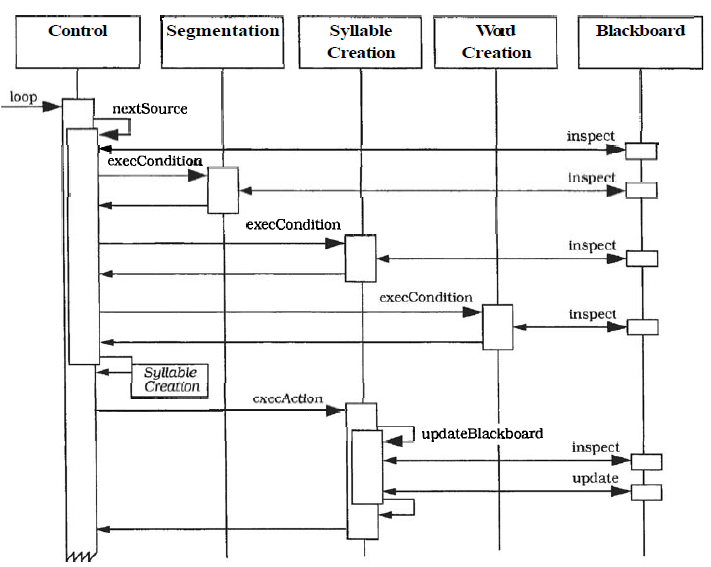 Control
Segmentation
Syllable
Creation
Word
Creation
Blackboard
loop
nextSource
inspect
execCondition
inspect
execCondition
inspect
execCondition
inspect
Syllable
Creation
execAction
updateBlackboard
inspect
update